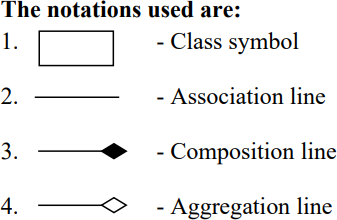 The notations used are:
1. - Class symbol
2. - Association line
3. - Composition line
4. - Aggregation line